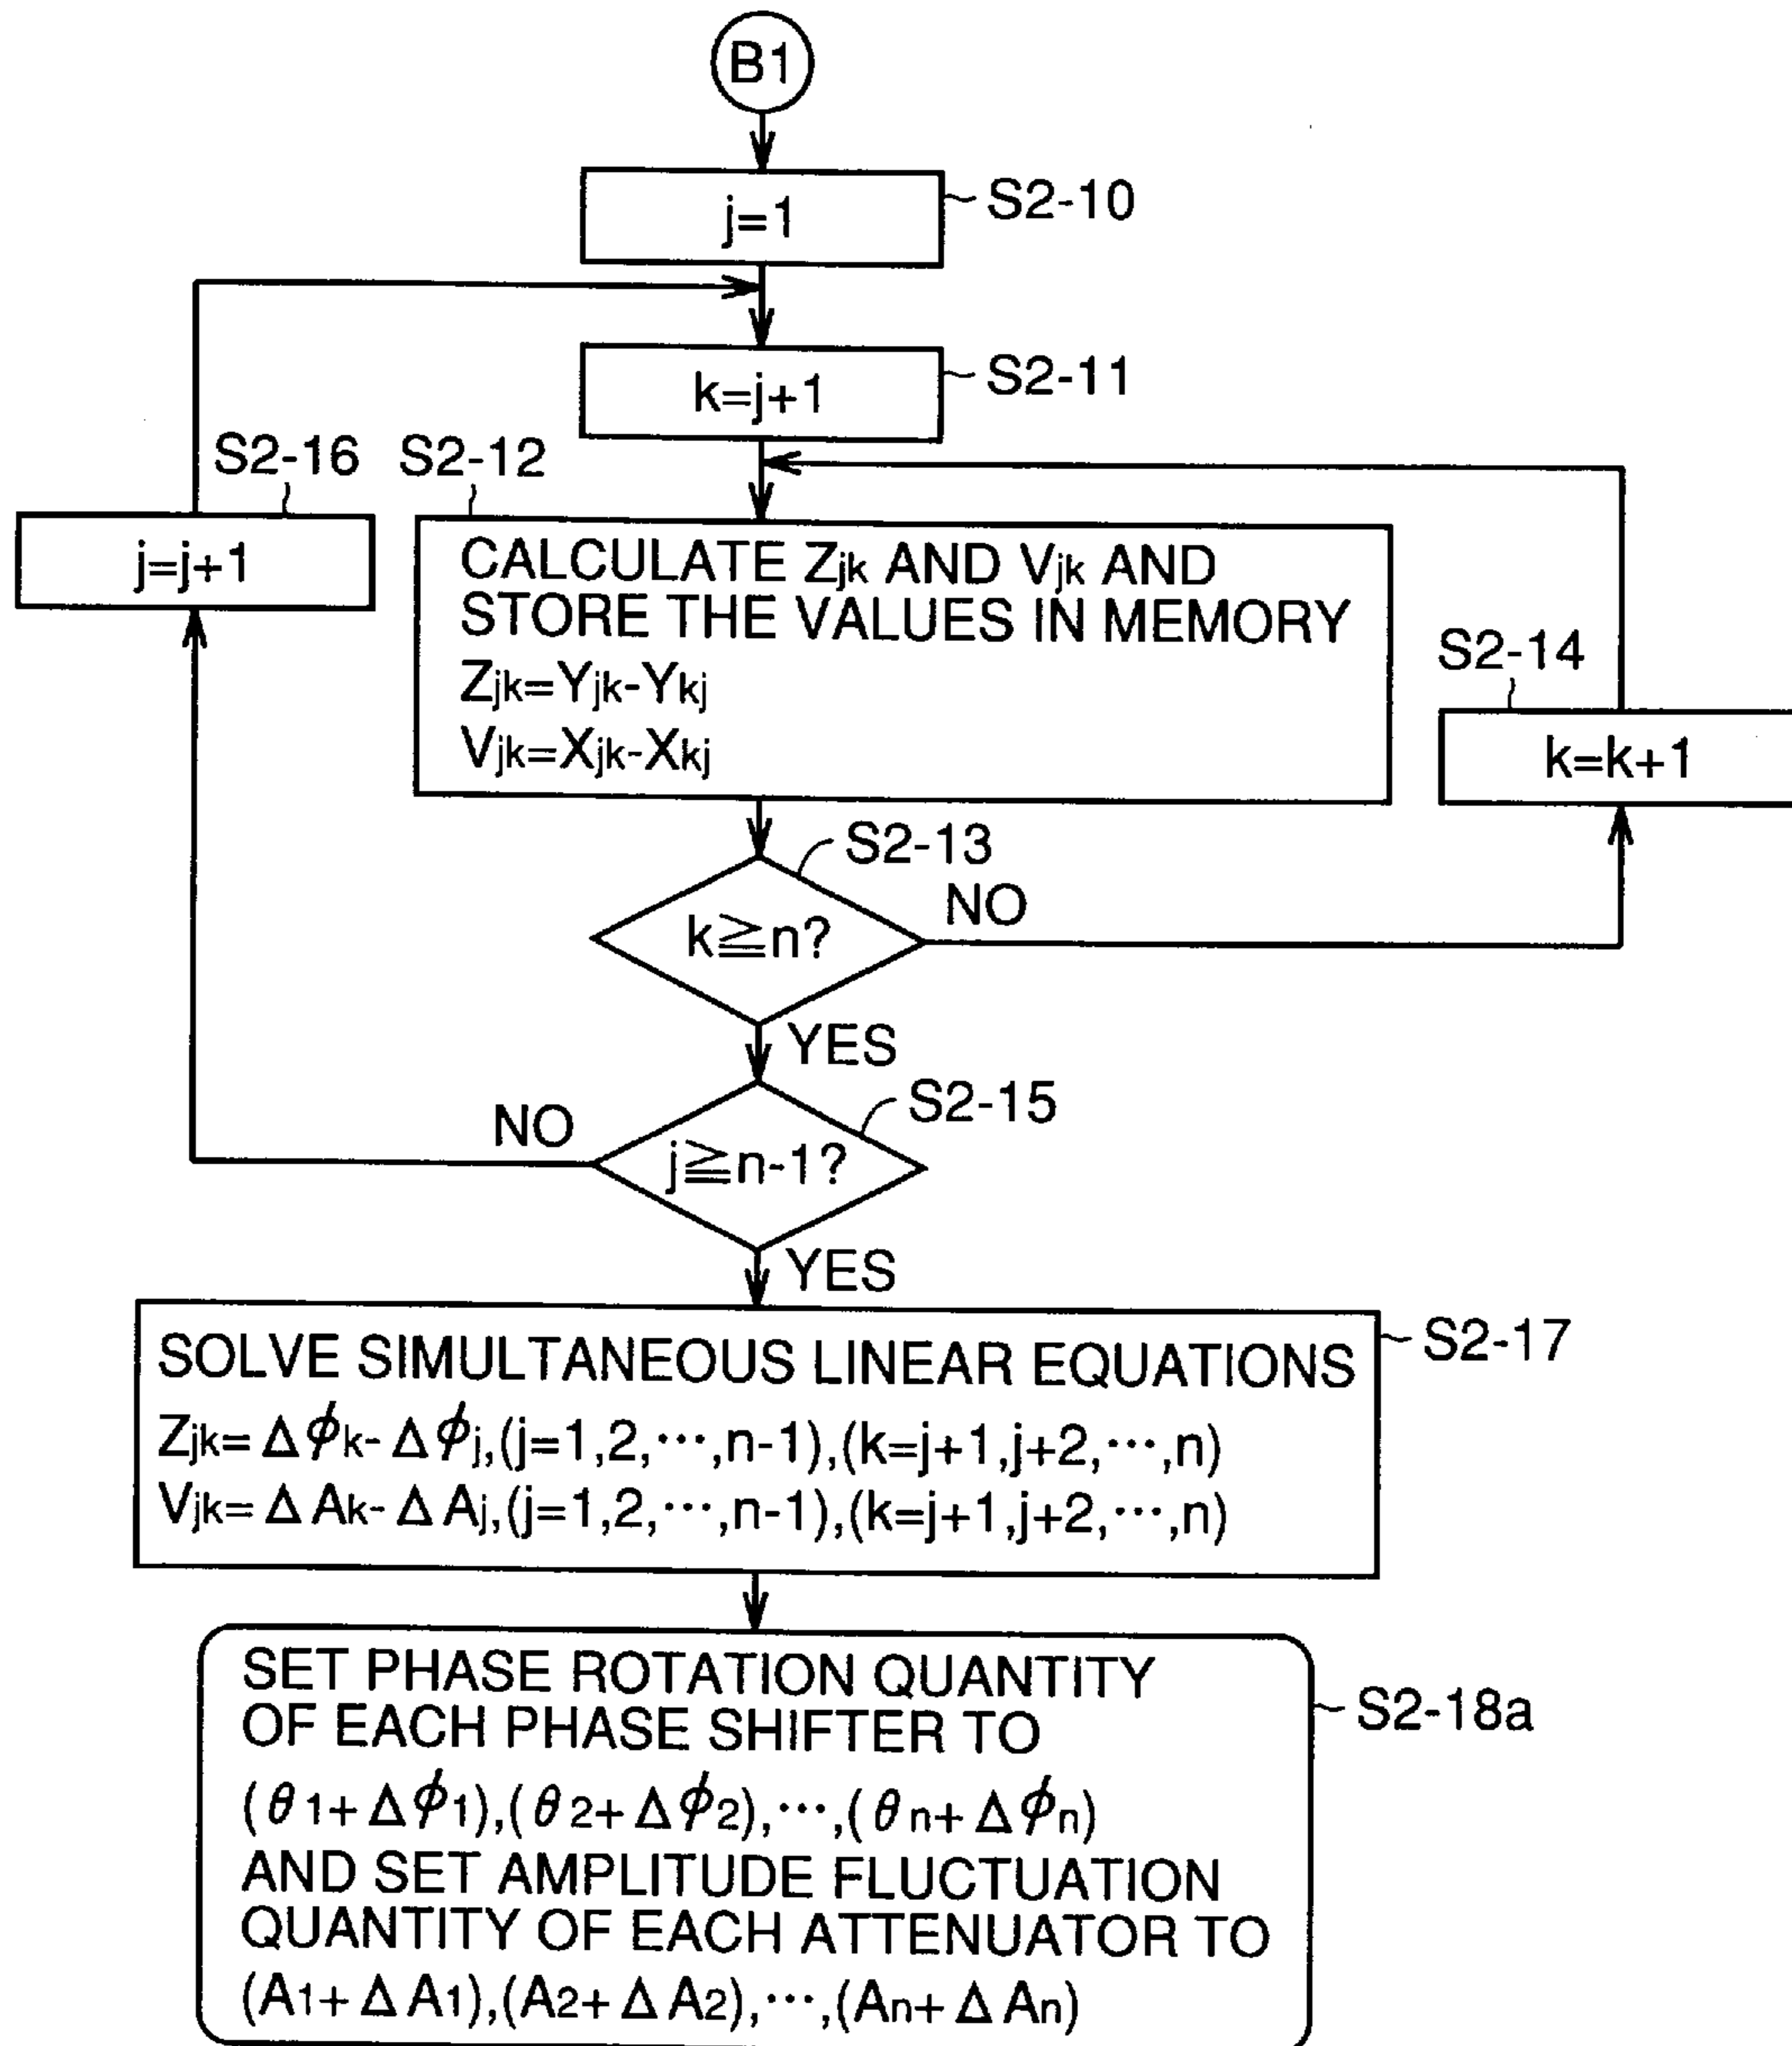 B1
j=1
S2-10
k=j+1
S2-11
S2-16
S2-12
j=j+1
CALCULATE Zjk AND Vjk AND
STORE THE VALUES IN MEMORY
Zjk=Yjk-Ykj
Vjk=Xjk-Xkj
S2-14
k=k+1
S2-13
k≧n?
NO
YES
S2-15
NO
j≧n-1?
YES
S2-17
SOLVE SIMULTANEOUS LINEAR EQUATIONS
Zjk=Δϕk-Δϕj,(j=1,2,⋯,n-1),(k=j+1,j+2,⋯,n)
Vjk=ΔAk-ΔAj,(j=1,2,⋯,n-1),(k=j+1,j+2,⋯,n)
SET PHASE ROTATION QUANTITY
OF EACH PHASE SHIFTER TO
S2-18a
(θ1+Δϕ1),(θ2+Δϕ2),⋯,(θn+Δϕn)
AND SET AMPLITUDE FLUCTUATION
QUANTITY OF EACH ATTENUATOR TO
(A1+ΔA1),(A2+ΔA2),⋯,(An+ΔAn)